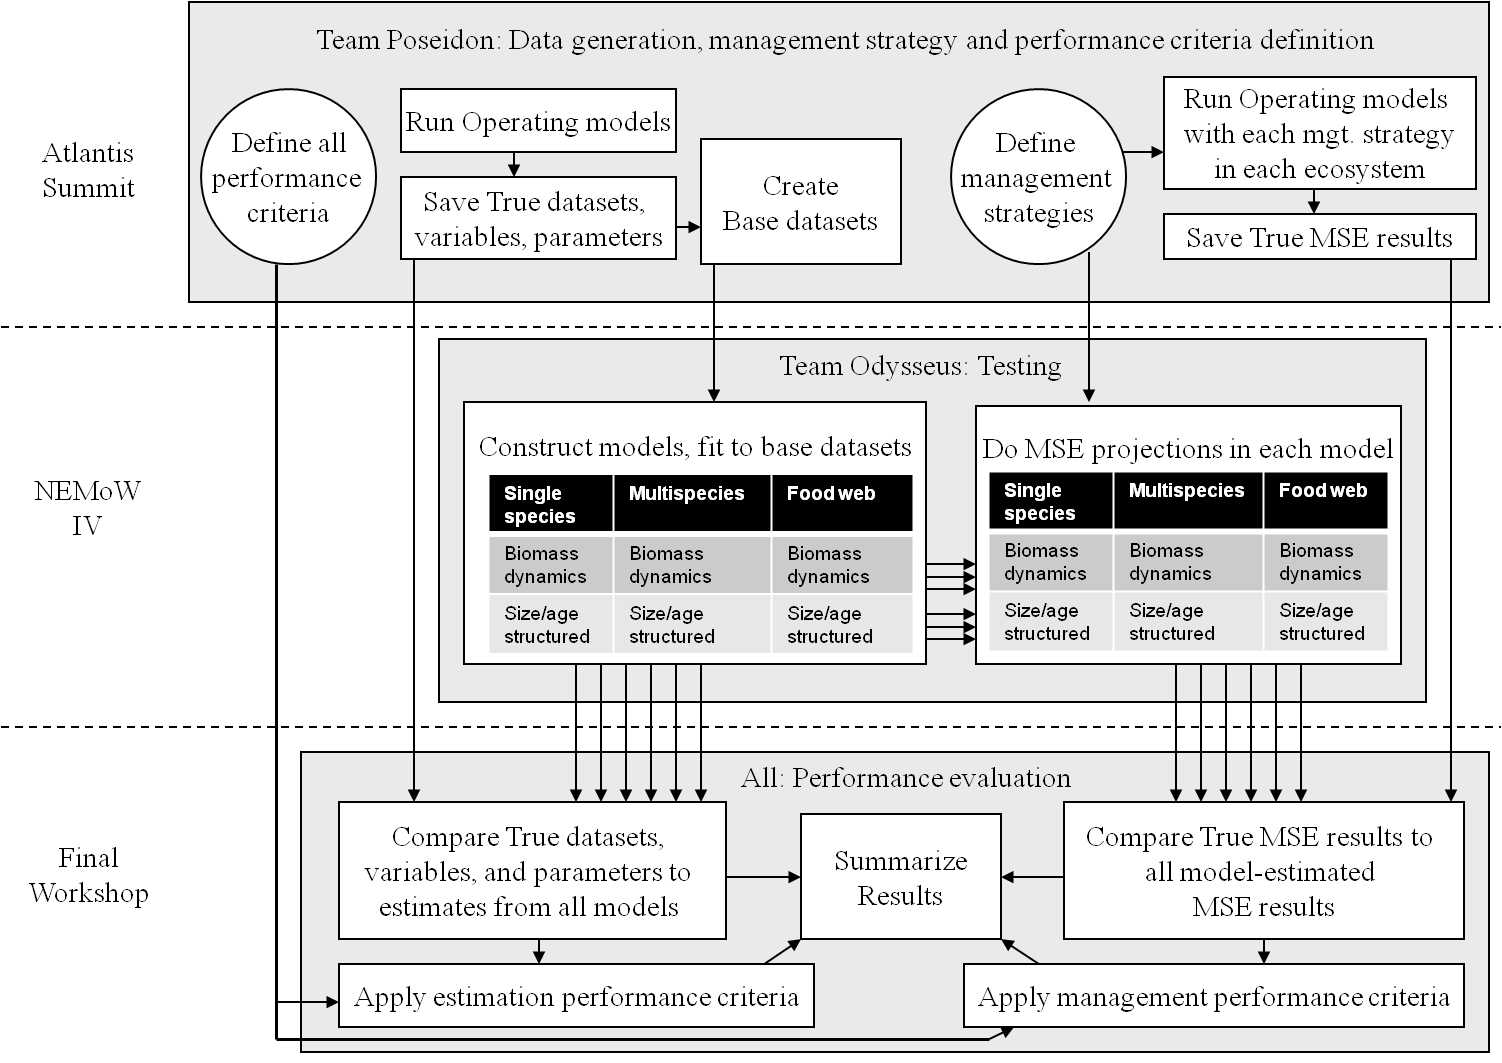 Team Poseidon: Data generation, management strategy and performance criteria definition
Atlantis
Summit
Define all
performance
criteria
Run Operating models
Save True datasets,
variables, parameters
Create
Base datasets
Define
management
strategies
Run Operating models
with each mgt. strategy
in each ecosystem
Save True MSE results
Team Odysseus: Testing
NEMoW
IV
Construct models, fit to base datasets
Single
species
Multispecies
Food web
Biomass
dynamics
Biomass
dynamics
Biomass
dynamics
Size/age
structured
Size/age
structured
Size/age
structured
Do MSE projections in each model
Single
species
Multispecies
Food web
Biomass
dynamics
Biomass
dynamics
Biomass
dynamics
Size/age
structured
Size/age
structured
Size/age
structured
All: Performance evaluation
Final
Workshop
Compare True datasets,
variables, and parameters to
estimates from all models
Summarize
Results
Compare True MSE results to
all model-estimated
MSE results
Apply estimation performance criteria
Apply management performance criteria